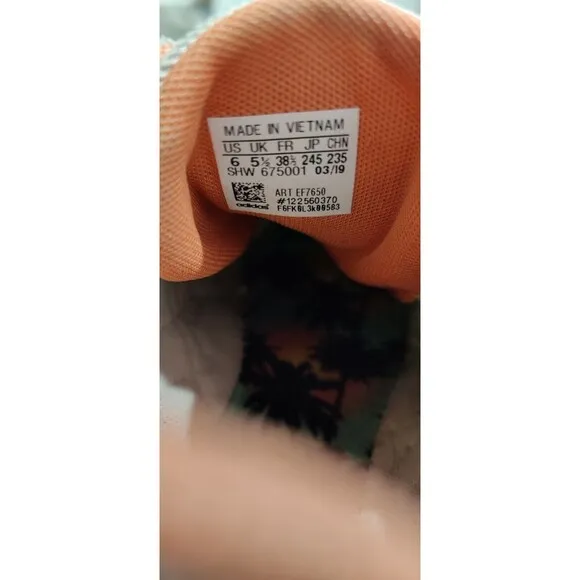 MADE IN VIETNAM
US UK FR JP CHN
6 5½ 38⅔ 245 235
SHW 675001 03/19
ART EF7650
#122560370
adidas F6FK0L3k00583